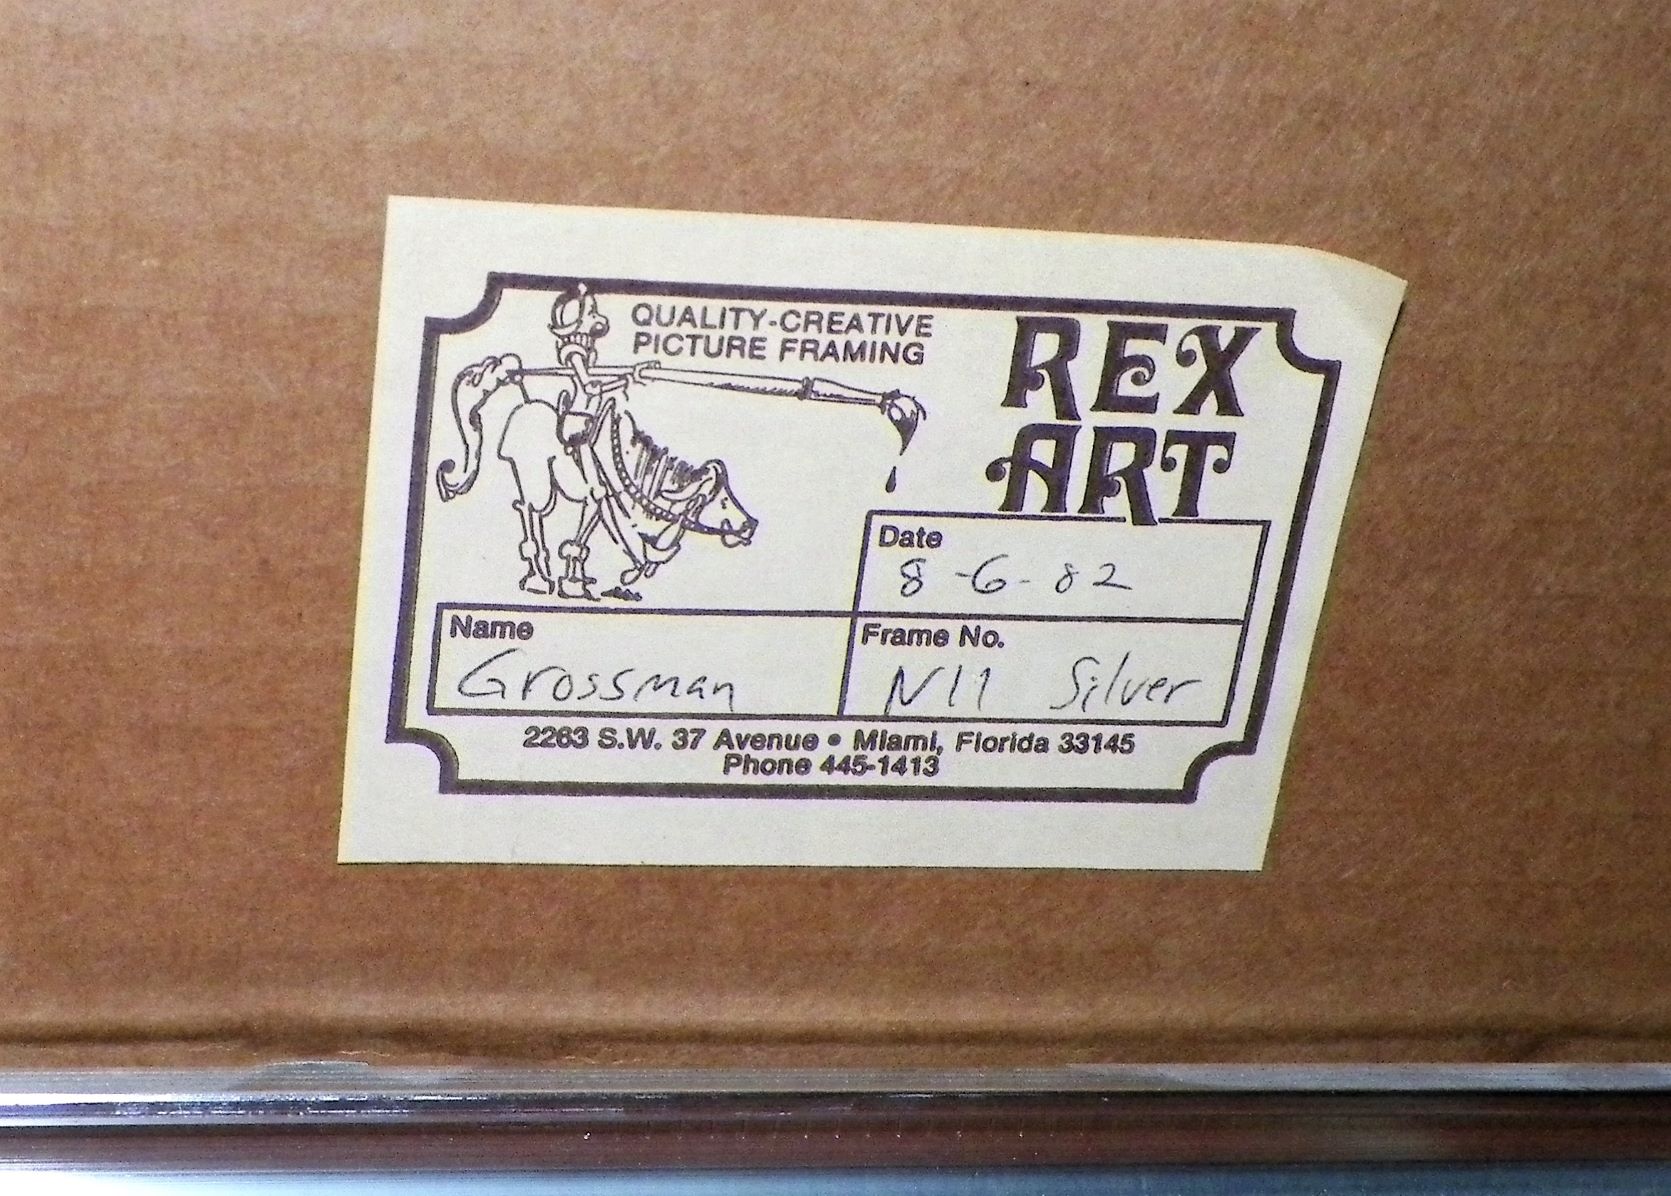 QUALITY-CREATIVE
PICTURE FRAMING
REX
ART
Date
8-6-82
Name
Grossman
Frame No.
N11 Silver
2263 S.W. 37 Avenue • Miami, Florida 33145
Phone 445-1413